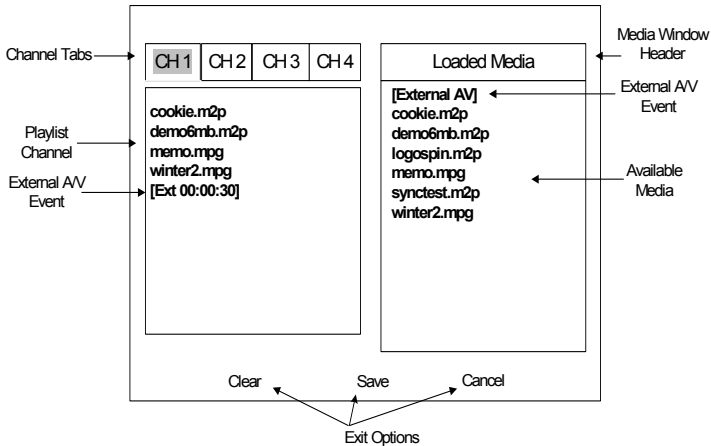 Channel Tabs
CH 1 CH 2 CH 3 CH 4
Loaded Media
Media Window
Header
Playlist
Channel
External A/V
Event
cookie.m2p
demo6mb.m2p
memo.mpg
winter2.mpg
[Ext 00:00:30]
[External AV]
cookie.m2p
demo6mb.m2p
logospin.m2p
memo.mpg
synctest.m2p
winter2.mpg
External A/V
Event
Available
Media
Clear Save Cancel
Exit Options